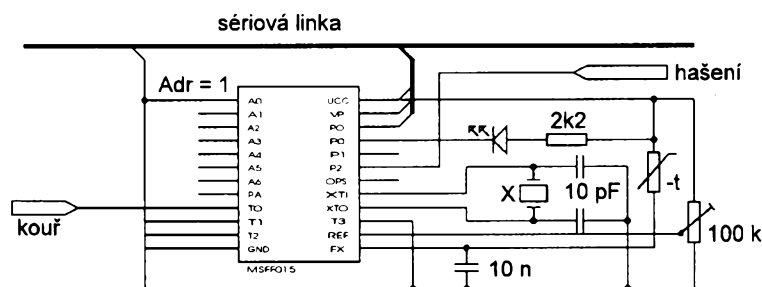 sériová linka
Adr = 1
hašení
A0 UCC
A1 VP
A2 PO
A3 P0
A4 P1
A5 P2
A6 OPS
PA XTI
T0 XTO
T1 T3
T2 REF
GND FX
MSFF015
2k2
X
10 pF
-t
100 k
10 n
kouř